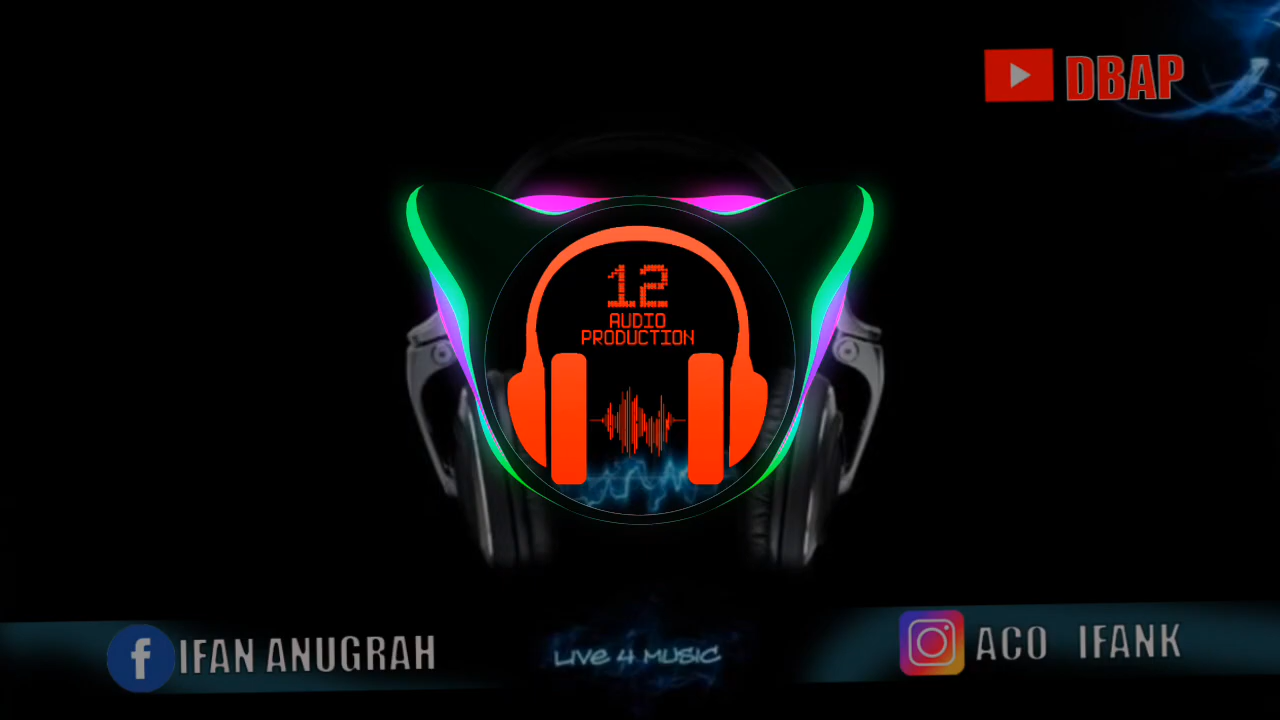 DBAP
12
AUDIO
PRODUCTION
IFAN ANUGRAH
LIVE 4 MUSIC
ACO IFANK